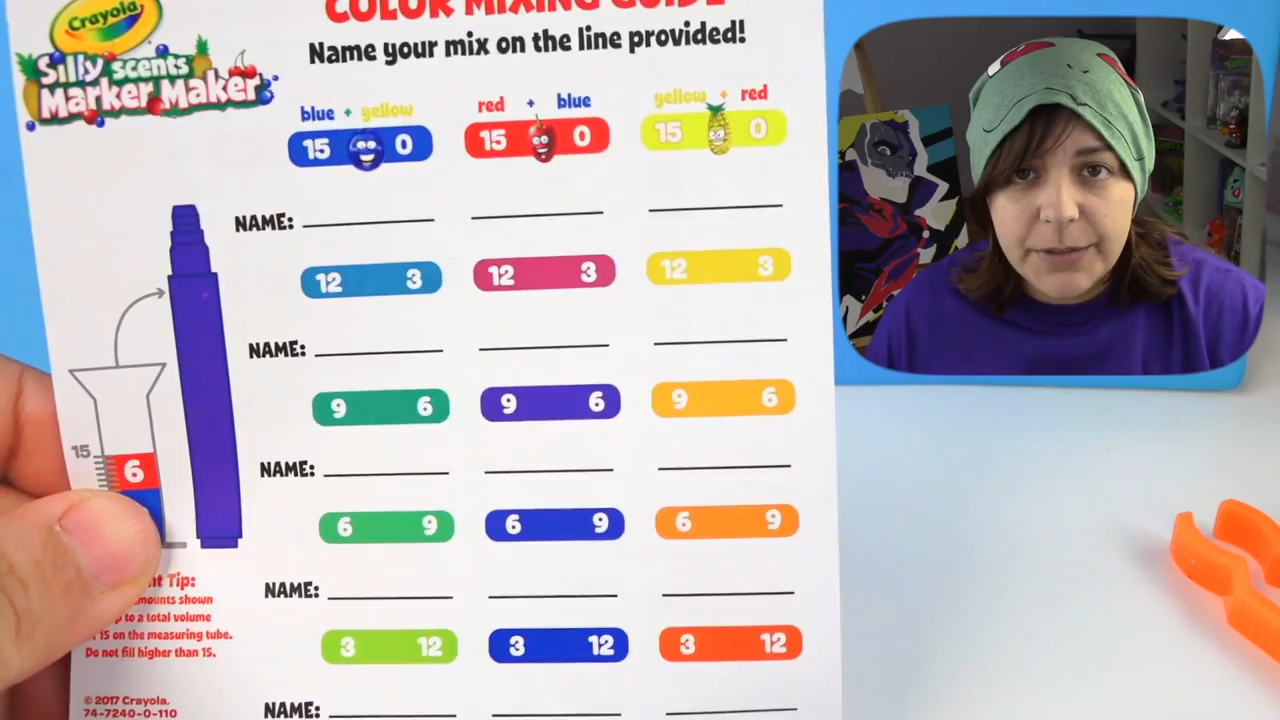 COLOR MIXING GUIDE
Crayola
Silly scents
Marker Maker
Name your mix on the line provided!
blue + yellow
red + blue
yellow + red
15 0
15 0
15 0
NAME:
12 3
12 3
12 3
NAME:
9 6
9 6
9 6
NAME:
6 9
6 9
6 9
NAME:
3 12
3 12
3 12
NAME:
15
6
Tip:
amounts shown
to a total volume
15 on the measuring tube.
Do not fill higher than 15.
© 2017 Crayola.
74-7240-0-110